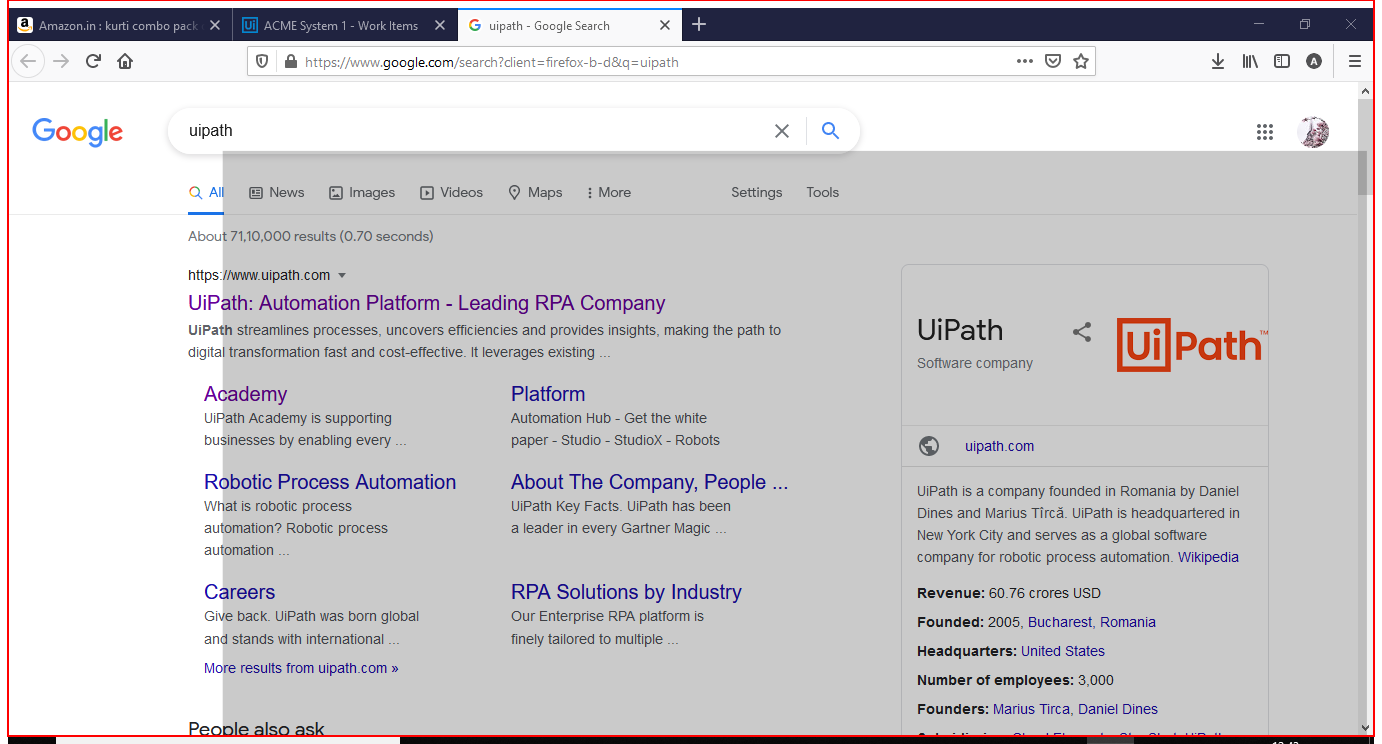 Amazon.in : kurti combo pack
ACME System 1 - Work Items
uipath - Google Search
https://www.google.com/search?client=firefox-b-d&q=uipath
A
Google
uipath
All
News
Images
Videos
Maps
More
Settings
Tools
About 71,10,000 results (0.70 seconds)
https://www.uipath.com
UiPath: Automation Platform - Leading RPA Company
UiPath streamlines processes, uncovers efficiencies and provides insights, making the path to
digital transformation fast and cost-effective. It leverages existing ...
Academy
UiPath Academy is supporting
businesses by enabling every ...
Platform
Automation Hub - Get the white
paper - Studio - StudioX - Robots
Robotic Process Automation
What is robotic process
automation? Robotic process
automation ...
About The Company, People ...
UiPath Key Facts. UiPath has been
a leader in every Gartner Magic ...
Careers
Give back. UiPath was born global
and stands with international ...
RPA Solutions by Industry
Our Enterprise RPA platform is
finely tailored to multiple ...
More results from uipath.com »
People also ask
UiPath
Software company
UiPath™
uipath.com
UiPath is a company founded in Romania by Daniel
Dines and Marius Tîrcă. UiPath is headquartered in
New York City and serves as a global software
company for robotic process automation. Wikipedia
Revenue: 60.76 crores USD
Founded: 2005, Bucharest, Romania
Headquarters: United States
Number of employees: 3,000
Founders: Marius Tirca, Daniel Dines